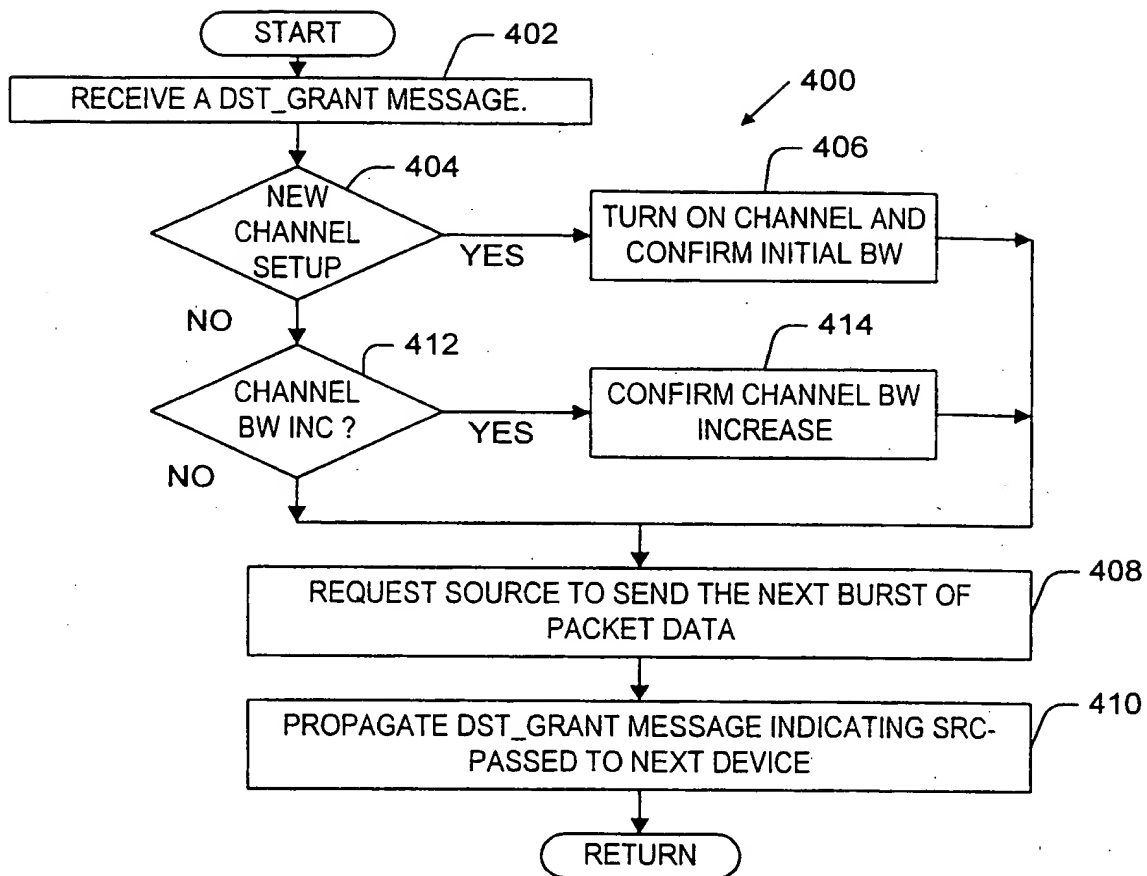 START
402
RECEIVE A DST_GRANT MESSAGE.
400
404
406
NEW
CHANNEL
SETUP
YES
TURN ON CHANNEL AND
CONFIRM INITIAL BW
NO
412
414
CHANNEL
BW INC ?
YES
CONFIRM CHANNEL BW
INCREASE
NO
408
REQUEST SOURCE TO SEND THE NEXT BURST OF
PACKET DATA
410
PROPAGATE DST_GRANT MESSAGE INDICATING SRC-
PASSED TO NEXT DEVICE
RETURN